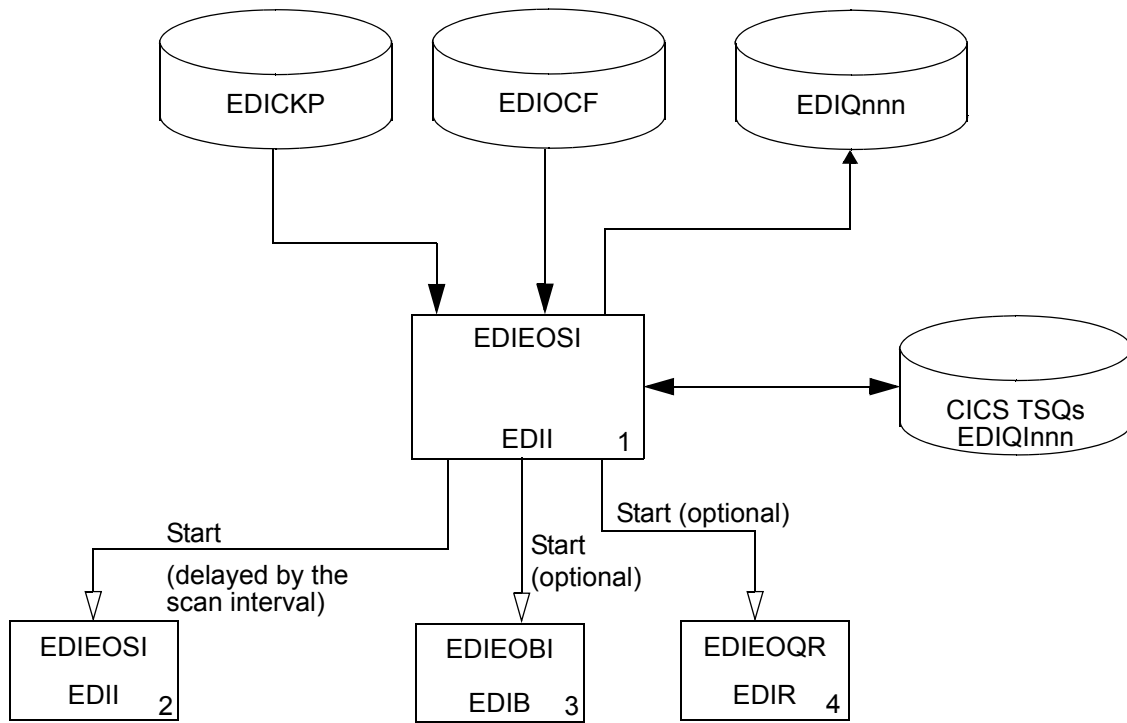 EDICKP
EDIOCF
EDIQnnn
EDIEOSI
EDII
1
CICS TSQs
EDIQInnn
Start
(delayed by the
scan interval)
Start
(optional)
Start (optional)
EDIEOSI
EDII
2
EDIEOBI
EDIB
3
EDIEOQR
EDIR
4